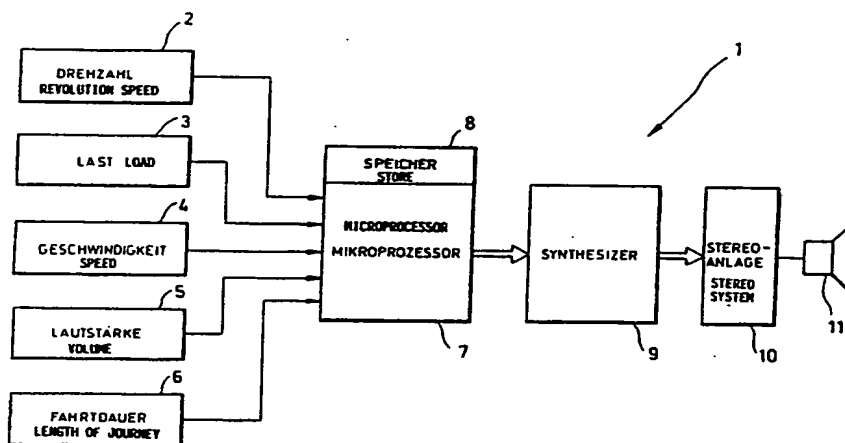 2
DREHZAHL
REVOLUTION SPEED
3
LAST LOAD
4
GESCHWINDIGKEIT
SPEED
5
LAUTSTÄRKE
VOLUME
6
FAHRTDAUER
LENGTH OF JOURNEY
8
SPEICHER
STORE
MICROPROCESSOR
MIKROPROZESSOR
7
SYNTHESIZER
9
STEREO-
ANLAGE
STEREO
SYSTEM
10
11
1